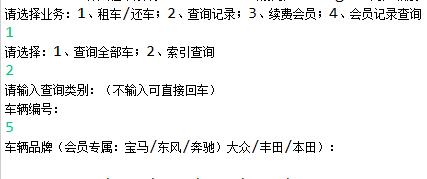 请选择业务：1、租车/还车；2、查询记录；3、续费会员；4、会员记录查询
1
请选择：1、查询全部车；2、索引查询
2
请输入查询类别：（不输入可直接回车）
车辆编号：
5
车辆品牌（会员专属：宝马/东风/奔驰）大众/丰田/本田）：